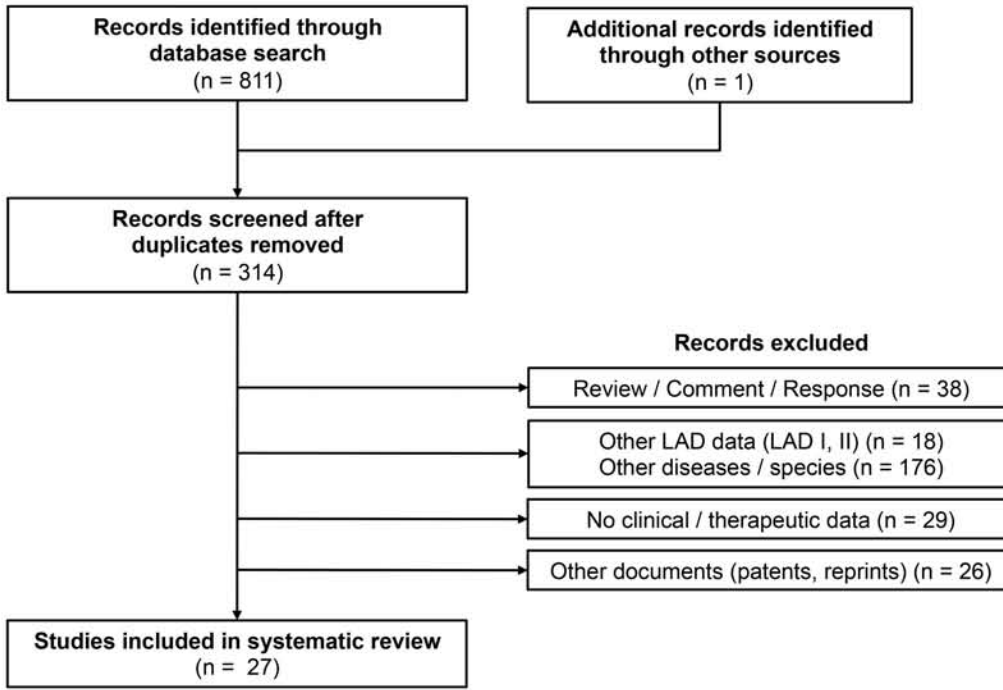 Records identified through
database search
(n = 811)
Additional records identified
through other sources
(n = 1)
Records screened after
duplicates removed
(n = 314)
Records excluded
Review / Comment / Response (n = 38)
Other LAD data (LAD I, II) (n = 18)
Other diseases / species (n = 176)
No clinical / therapeutic data (n = 29)
Other documents (patents, reprints) (n = 26)
Studies included in systematic review
(n = 27)